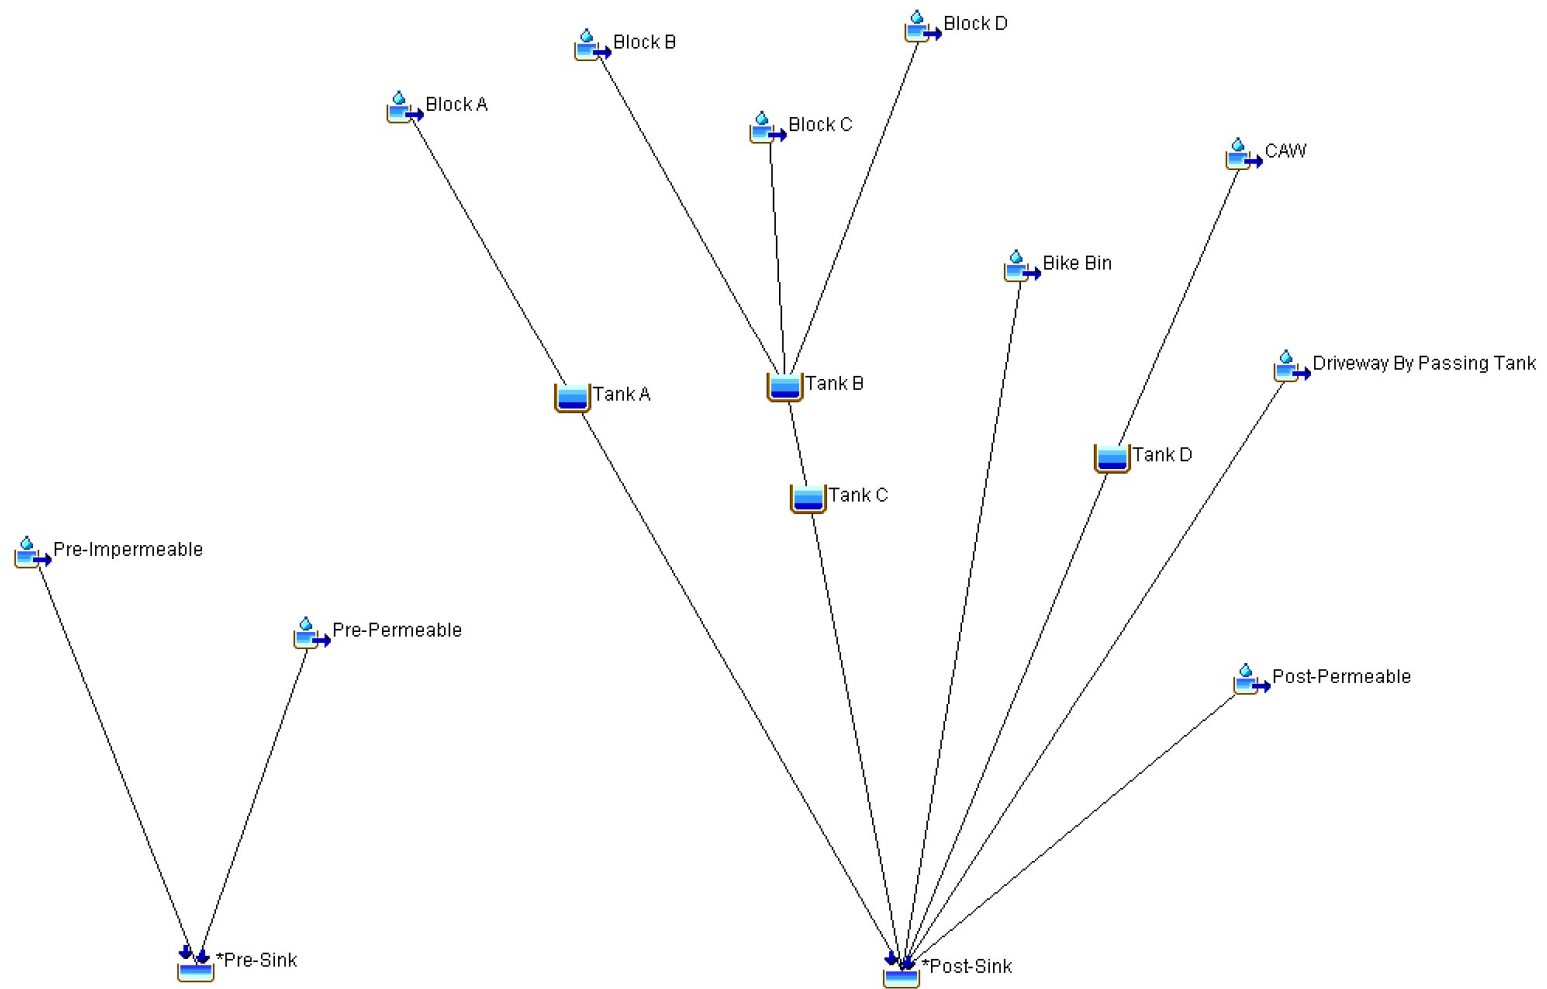 Block D
Block B
Block A
Block C
CAW
Bike Bin
Driveway By Passing Tank
Tank B
Tank A
Tank D
Tank C
Pre-Impermeable
Pre-Permeable
Post-Permeable
*Pre-Sink
*Post-Sink